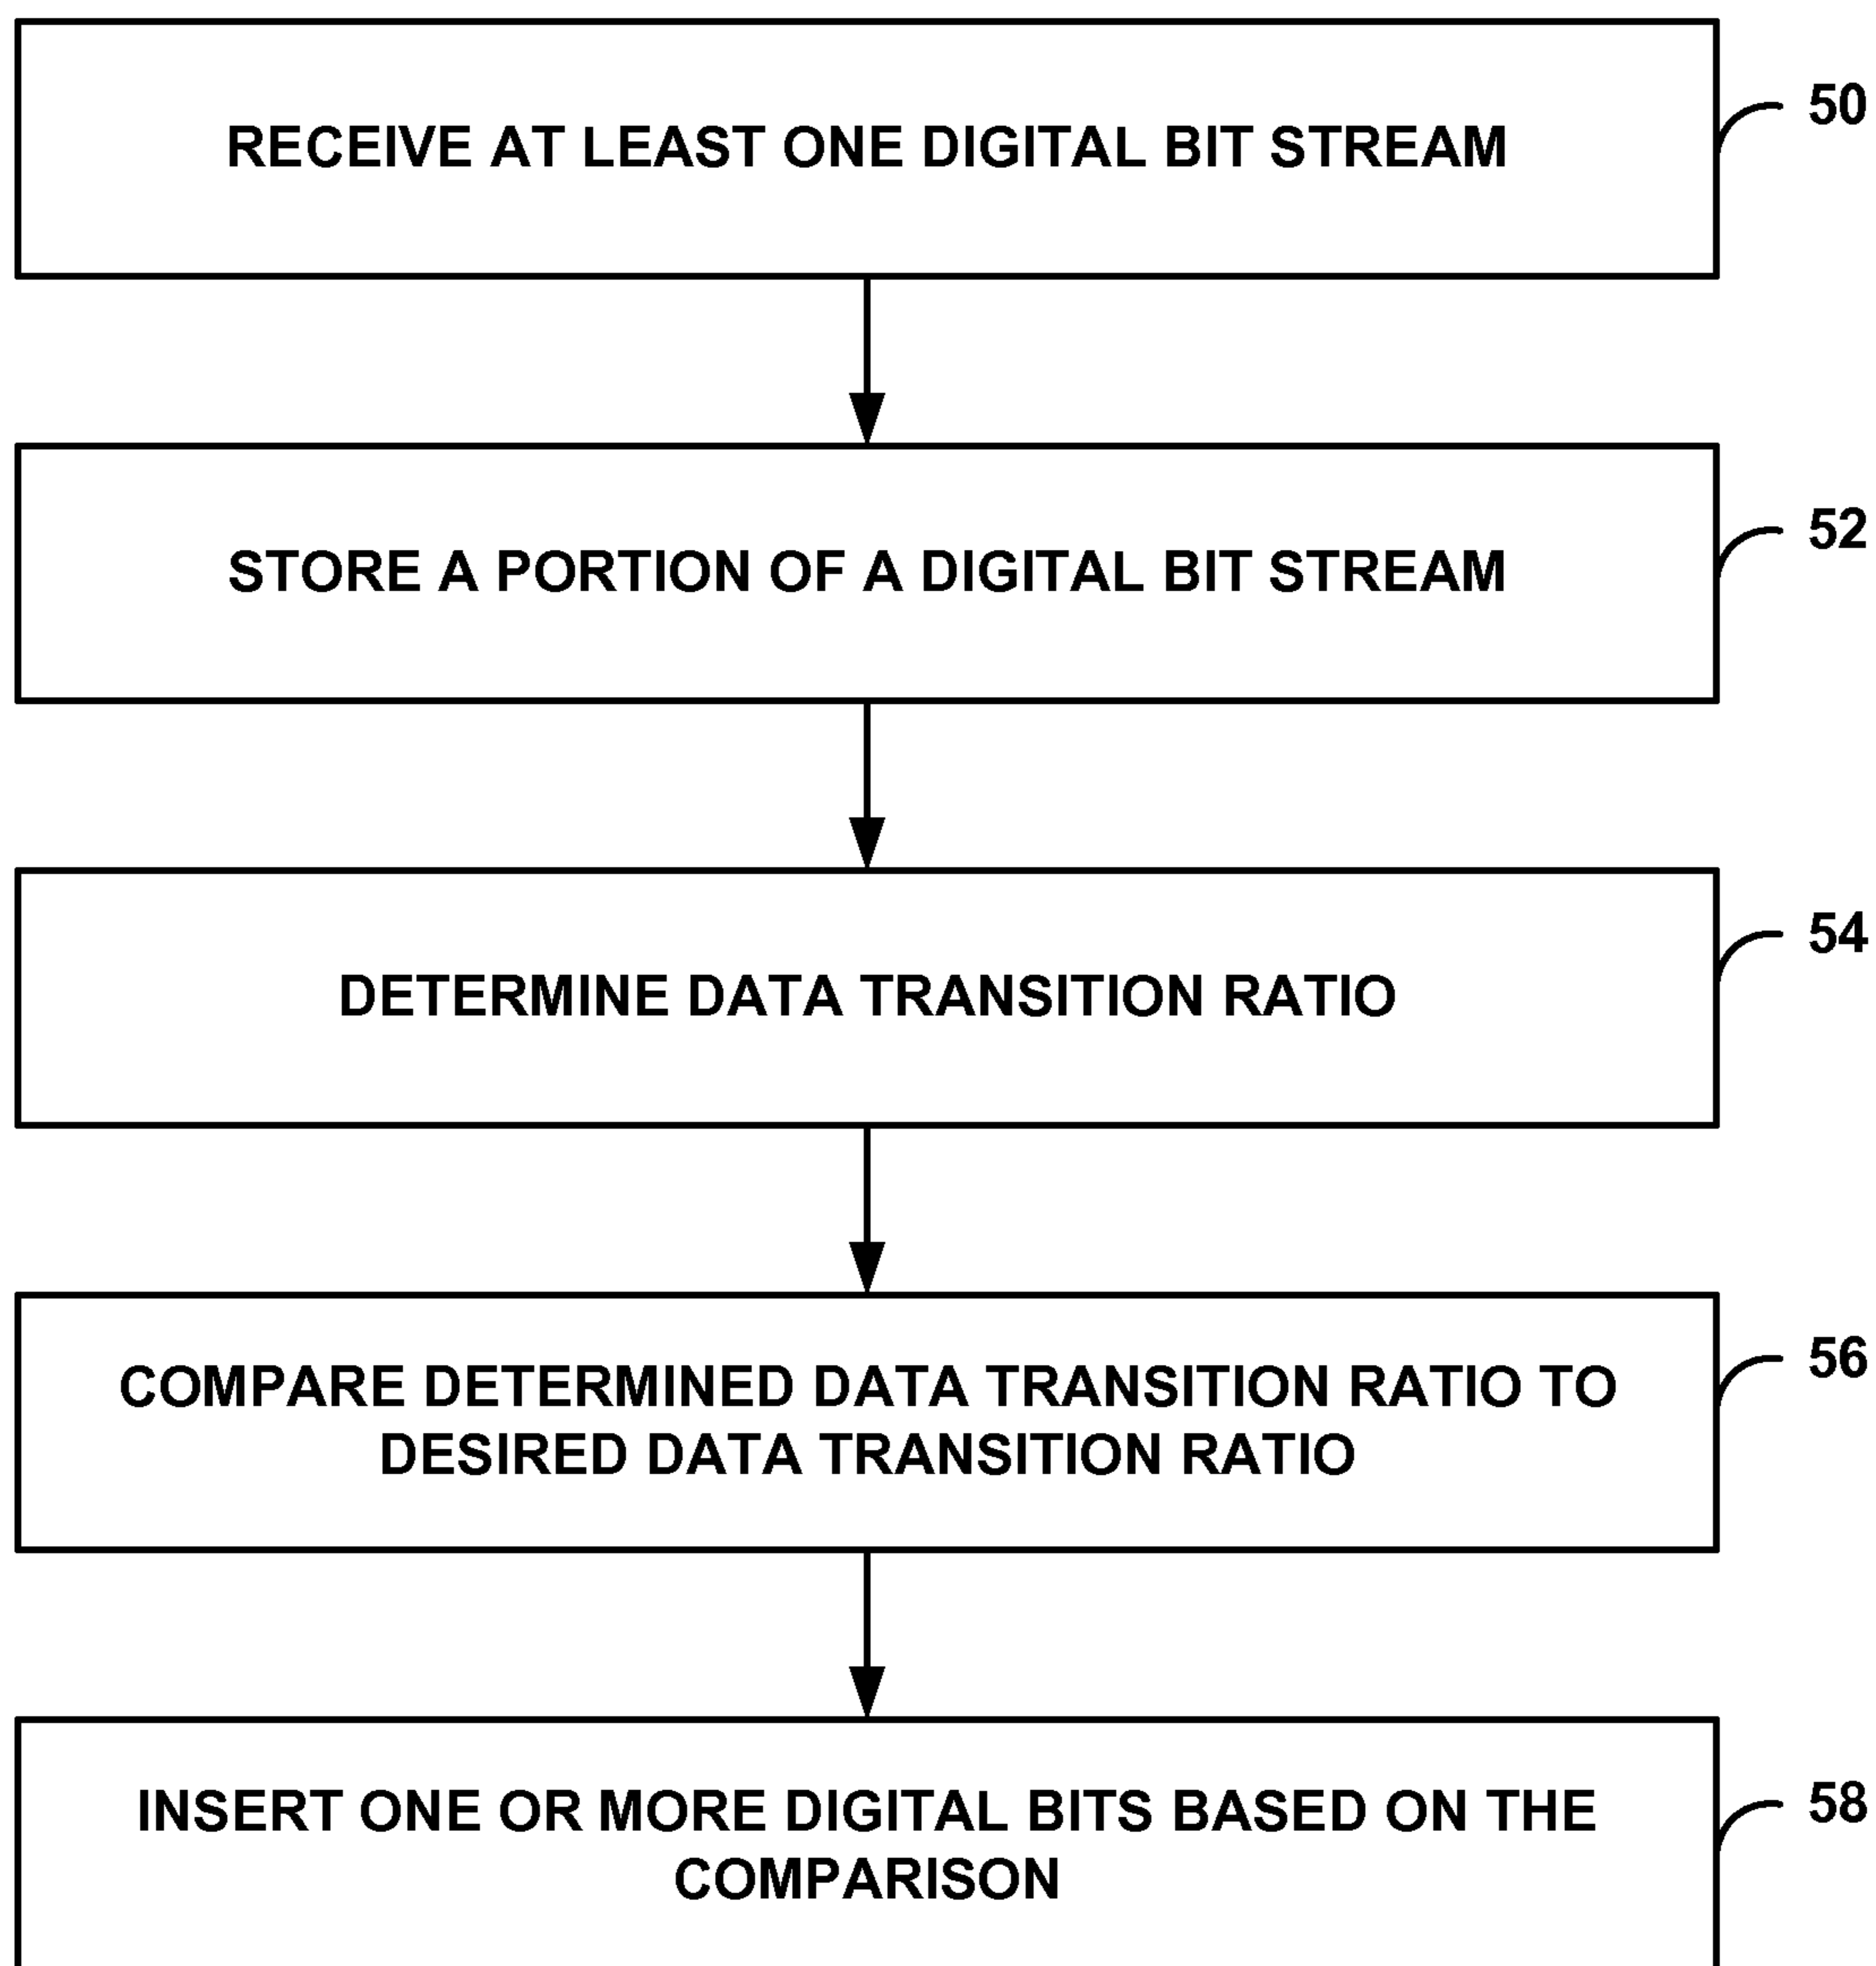 RECEIVE AT LEAST ONE DIGITAL BIT STREAM
50
STORE A PORTION OF A DIGITAL BIT STREAM
52
DETERMINE DATA TRANSITION RATIO
54
COMPARE DETERMINED DATA TRANSITION RATIO TO
DESIRED DATA TRANSITION RATIO
56
INSERT ONE OR MORE DIGITAL BITS BASED ON THE
COMPARISON
58